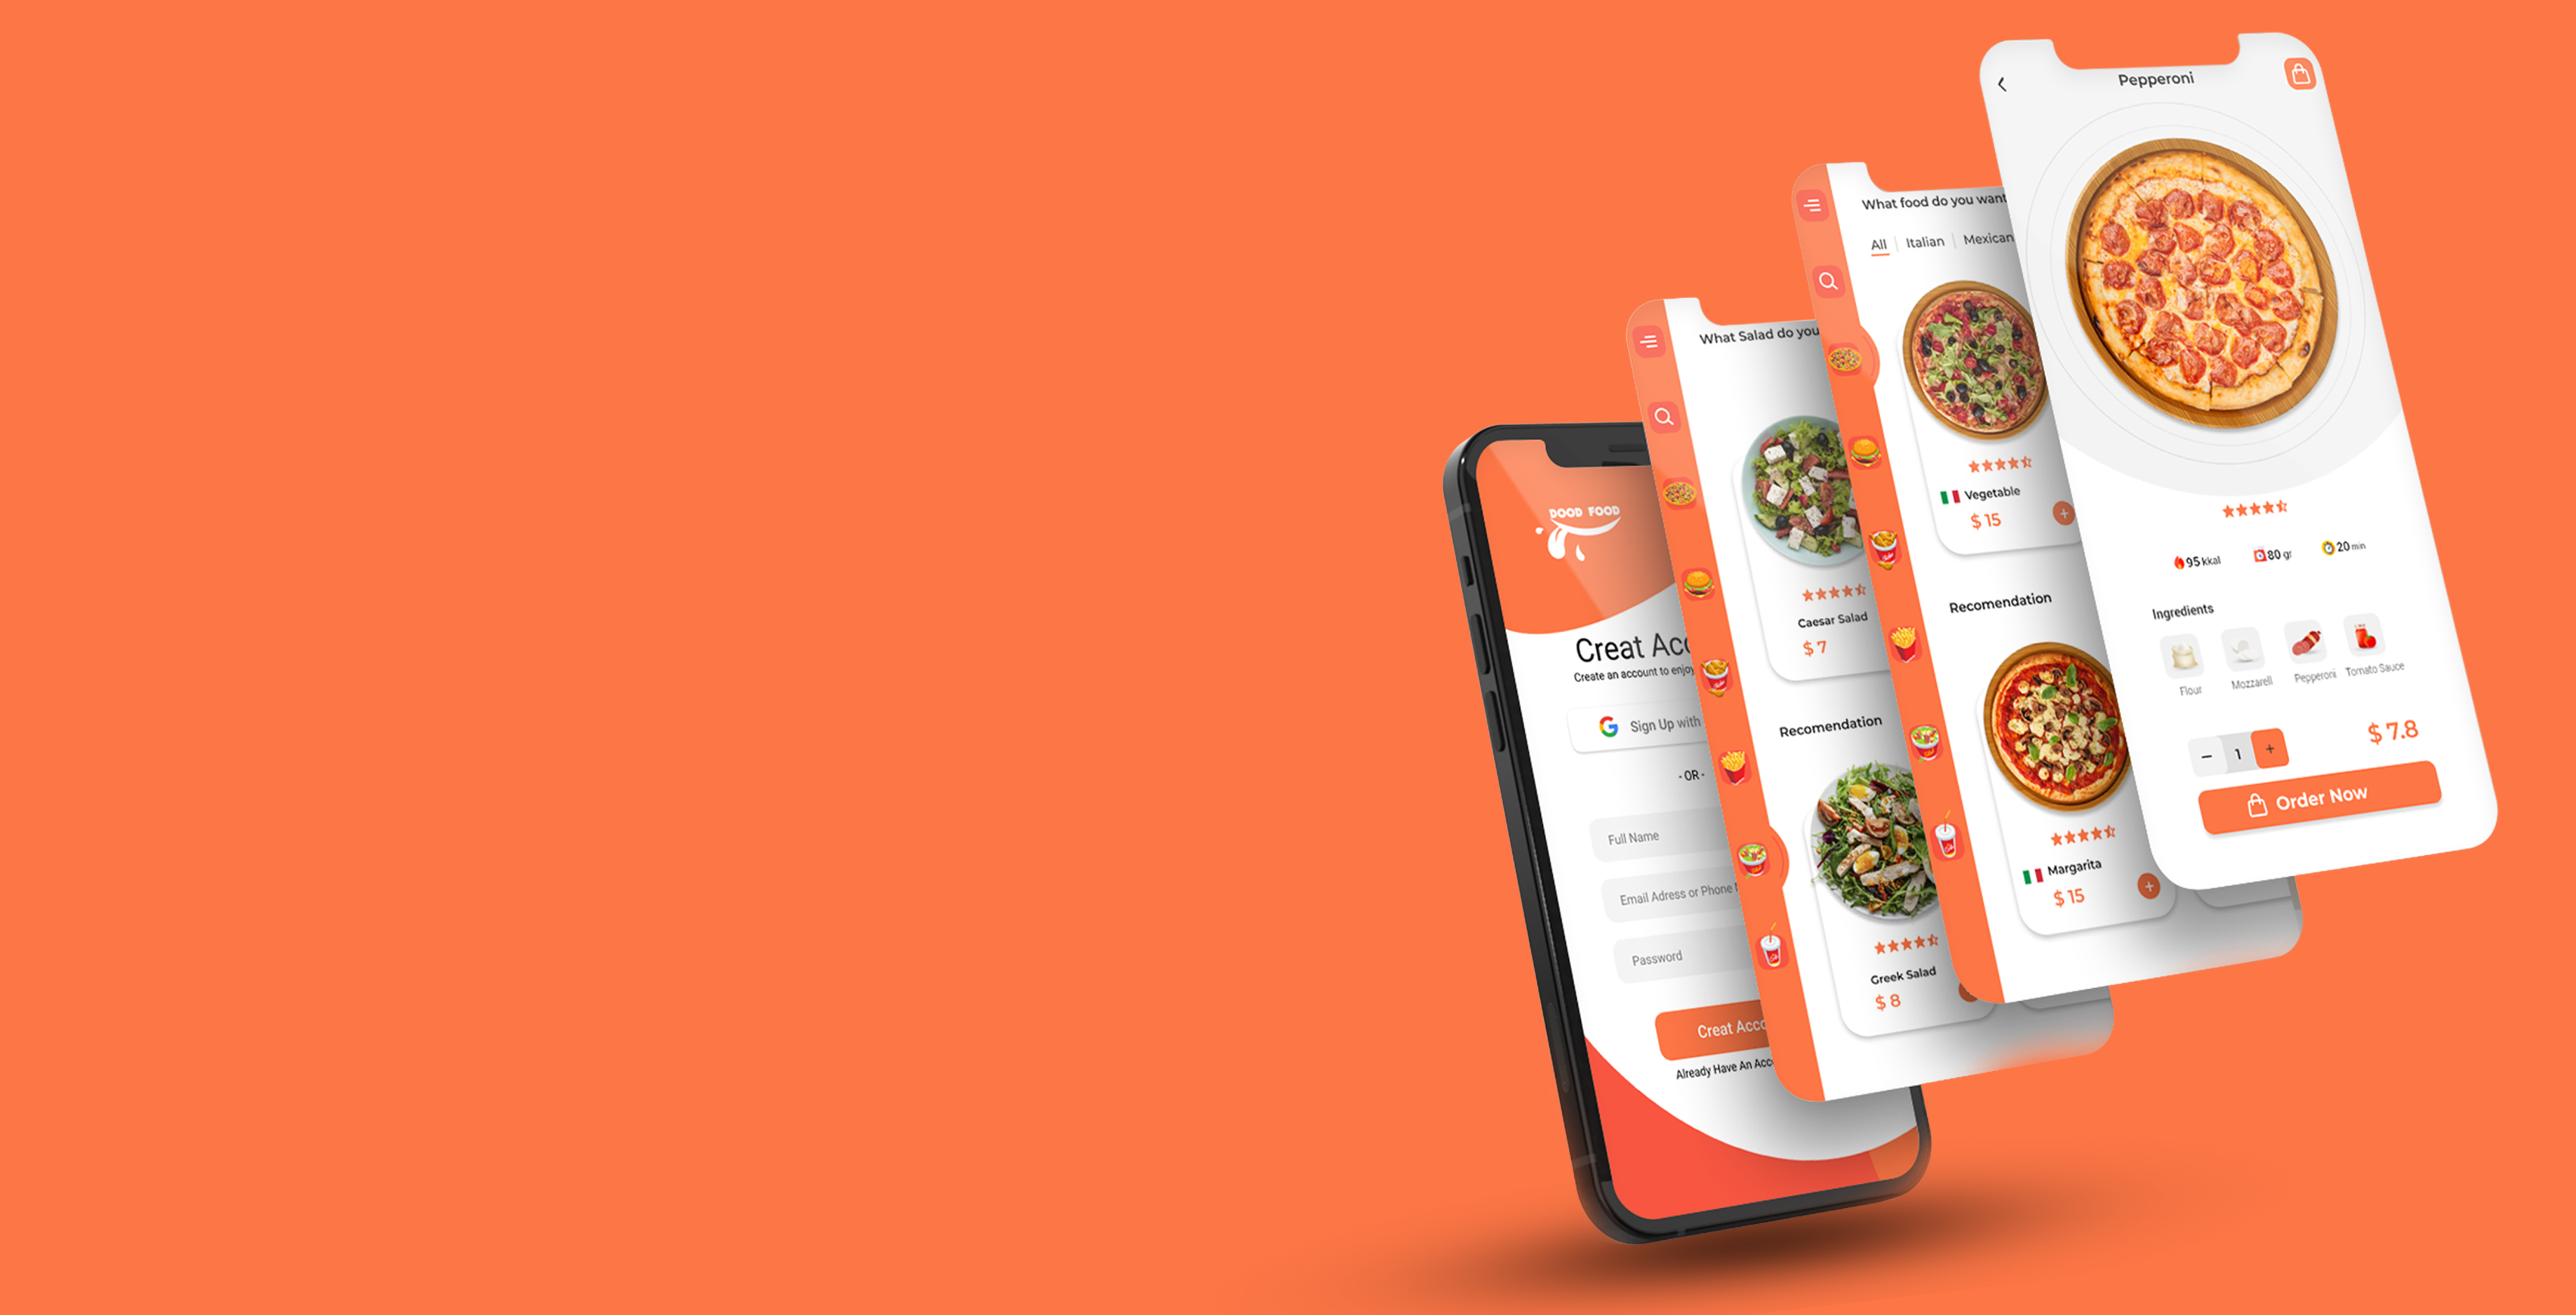 DOOD FOOD
Creat Acc
Create an account to enjoy
Sign Up with
- OR -
Full Name
Email Adress or Phone
Password
Creat Acco
Already Have An Acc
What Salad do you
Caesar Salad
$ 7
Recomendation
Greek Salad
$ 8
What food do you want
All | Italian | Mexican
Vegetable
$ 15
+
Recomendation
Margarita
$ 15
+
Pepperoni
95 kkal 80 gr 20 min
Ingredients
Flour Mozzarell Pepperoni Tomato Sauce
$ 7.8
− 1 +
Order Now